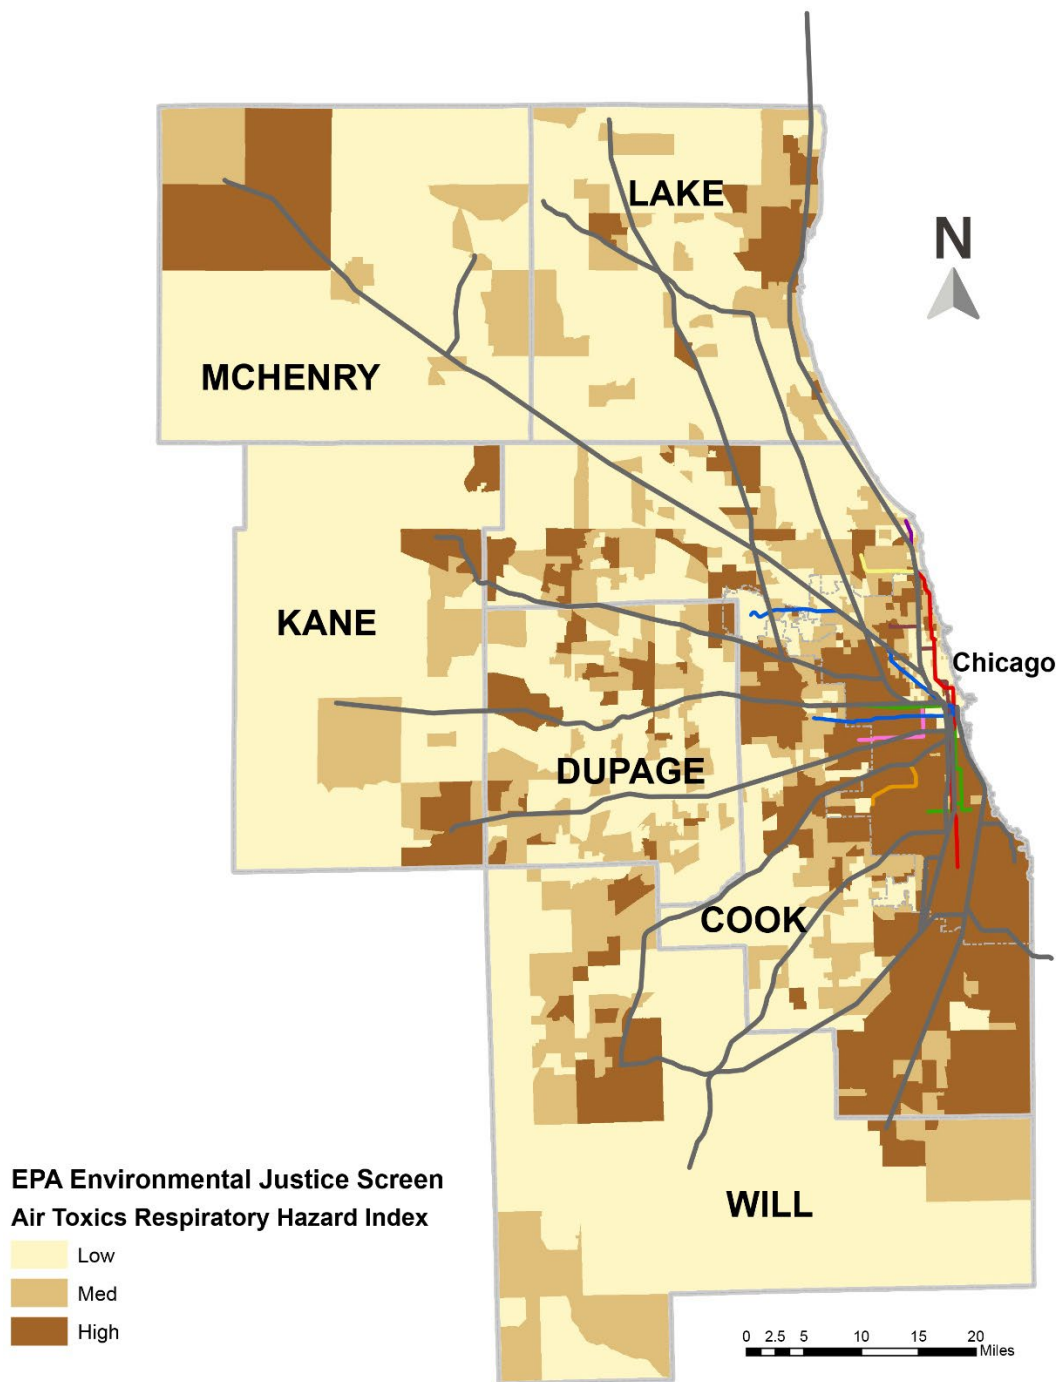 LAKE
N
MCHENRY
KANE
Chicago
DUPAGE
COOK
EPA Environmental Justice Screen
Air Toxics Respiratory Hazard Index
WILL
Low
Med
High
0 2.5 5 10 15 20
Miles